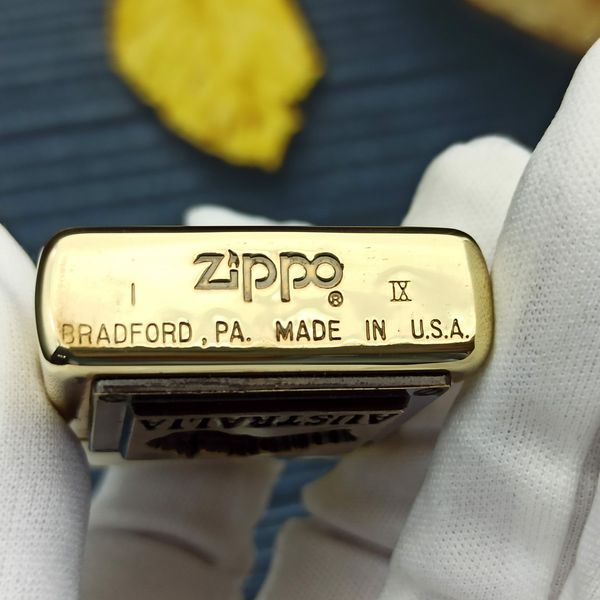 zippo ®
I IX
BRADFORD, PA. MADE IN U.S.A.
AUSTRALIA